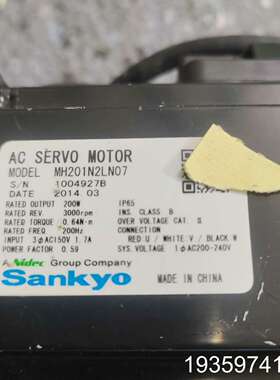 AC SERVO MOTOR
MODEL MH201N2LN07
S/N 1004927B
DATE 2014.03
RATED OUTPUT 200W IP65
RATED REV. 3000rpm INS. CLASS B
RATED TORQUE 0.64N·m OVER VOLTAGE CAT. Ⅱ
RATED FREQ. 200Hz CONNECTION
INPUT 3φAC150V 1.7A RED U / WHITE V / BLACK W
POWER FACTOR 0.59 SYS. VOLTAGE 1φAC200-240V
A Nidec Group Company
Sankyo MADE IN CHINA
19359741